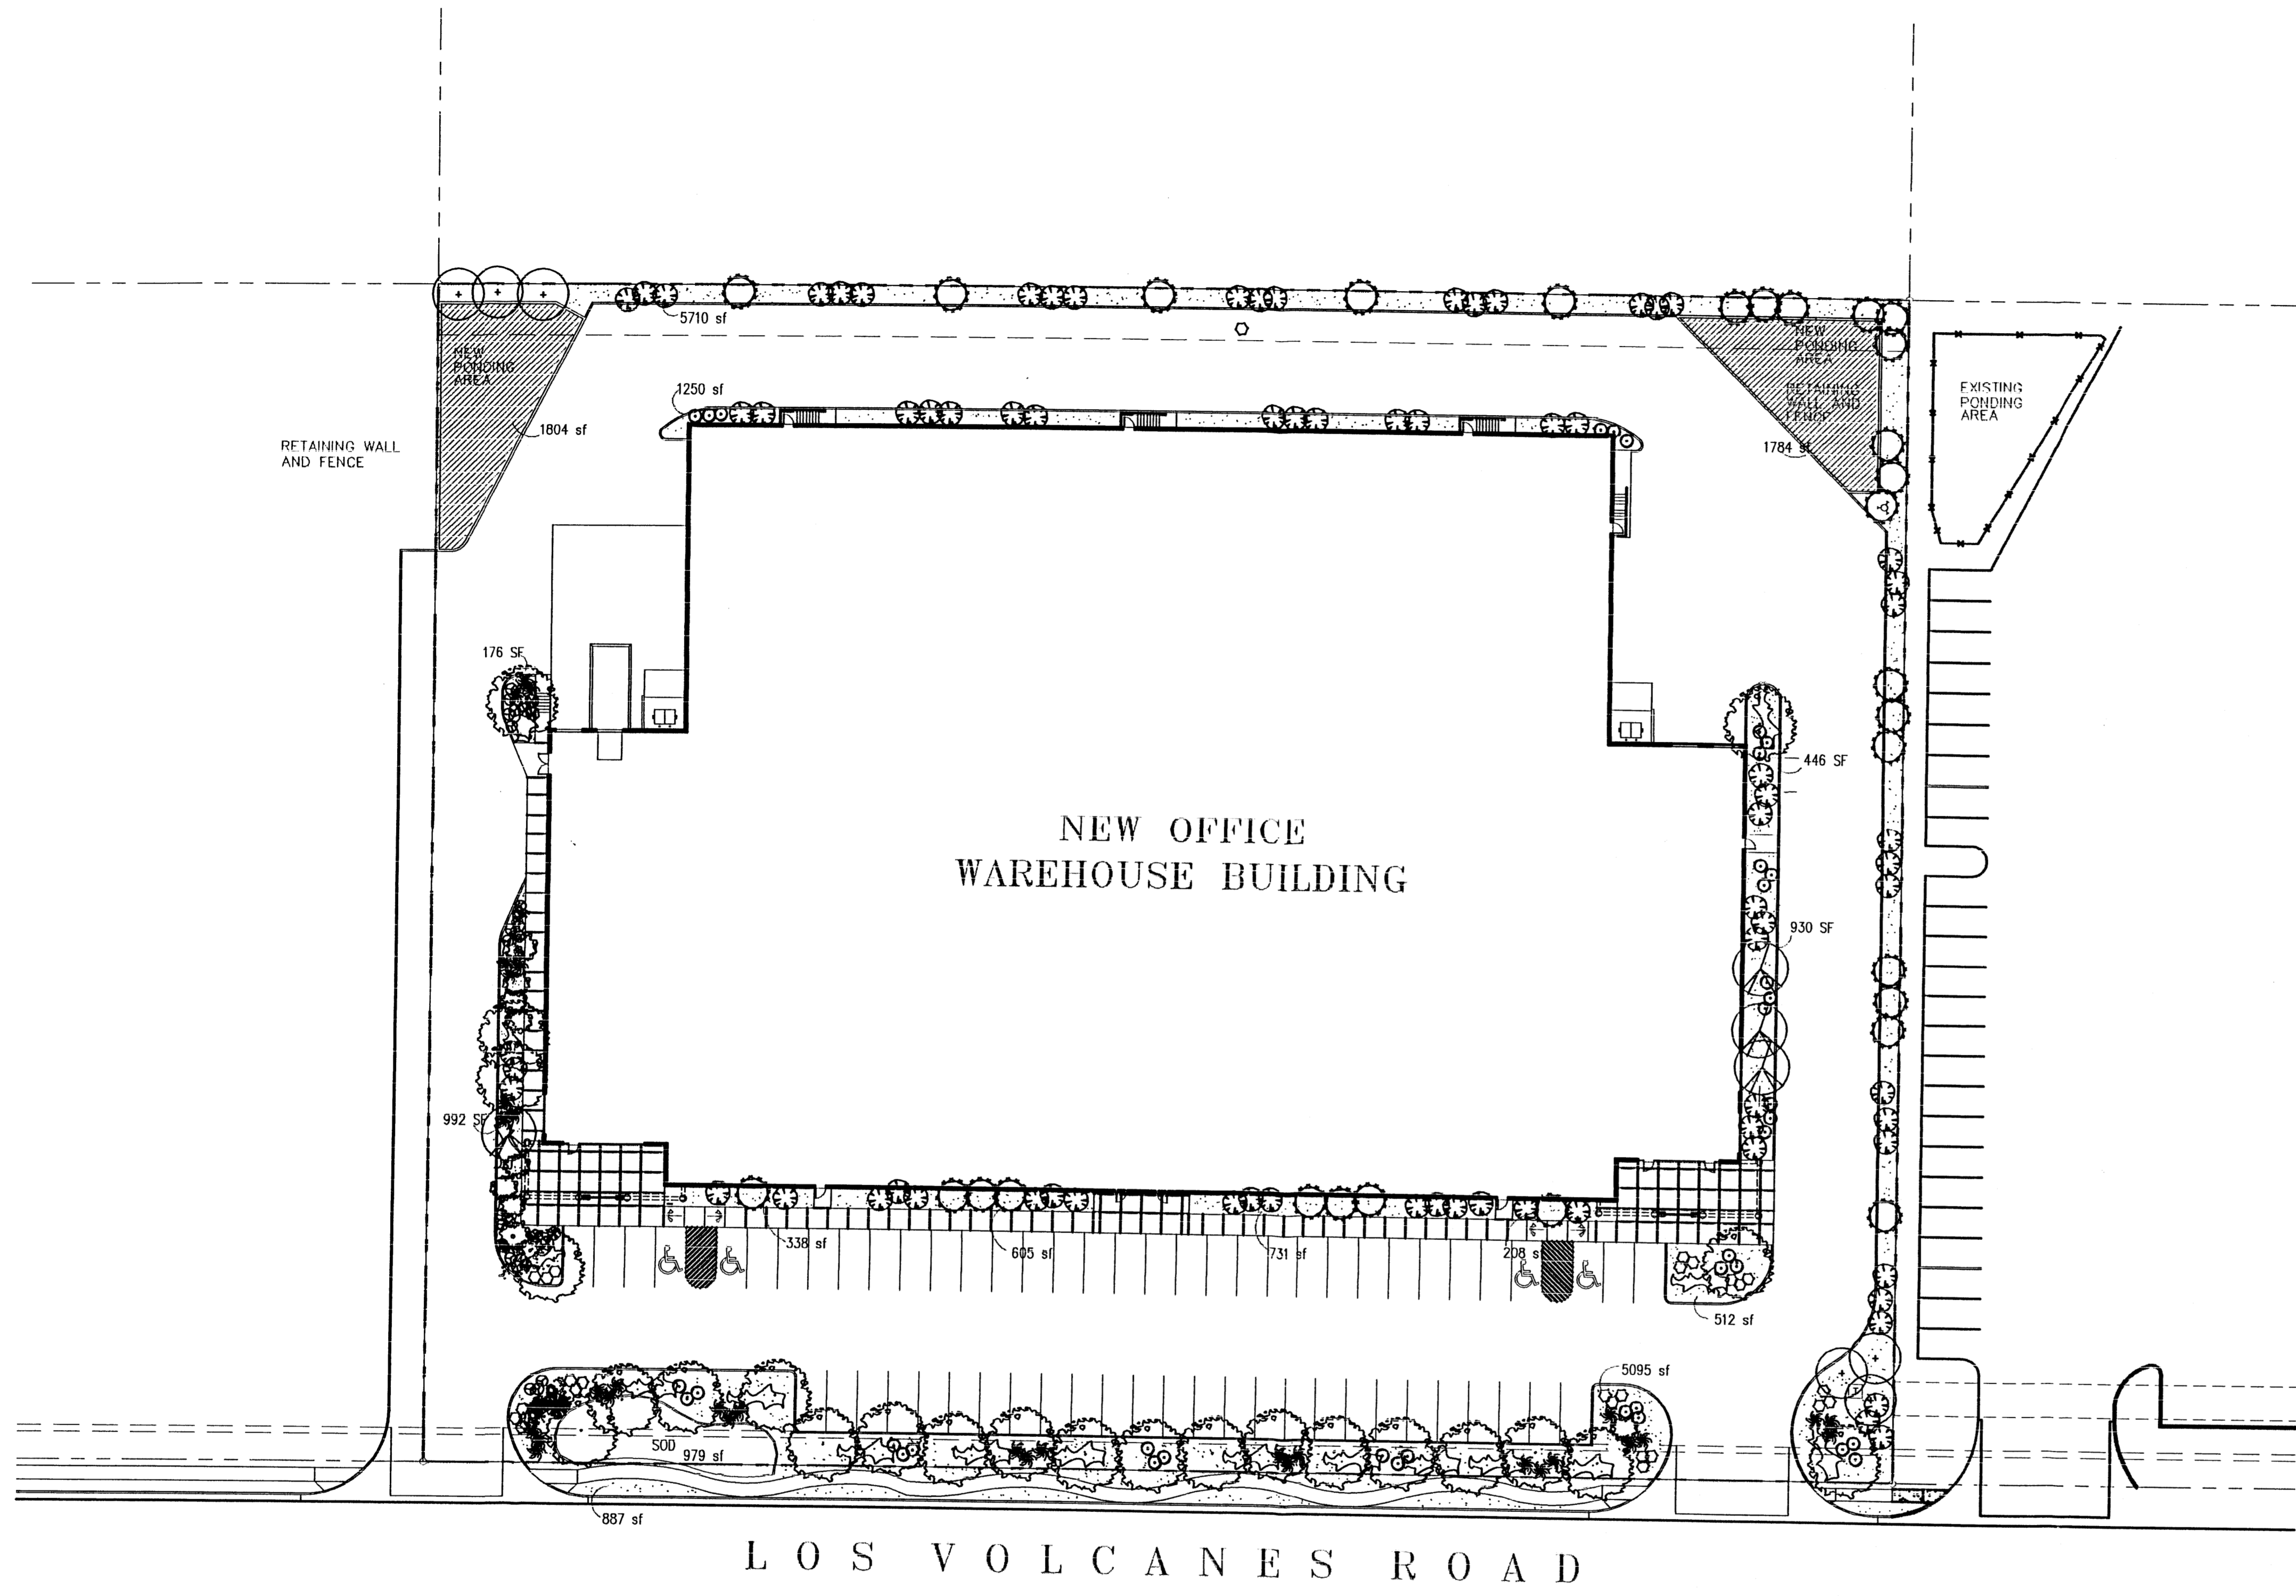 5710 sf
NEW
PONDING
AREA
NEW
PONDING
AREA
1250 sf
RETAINING
WALL AND
FENCE
EXISTING
PONDING
AREA
1804 sf
RETAINING WALL
AND FENCE
1784 sf
176 SF
446 SF
NEW OFFICE
WAREHOUSE BUILDING
930 SF
992 SF
338 sf
605 sf
731 sf
208 s
512 sf
5095 sf
SOD
979 sf
887 sf
LOS VOLCANES ROAD